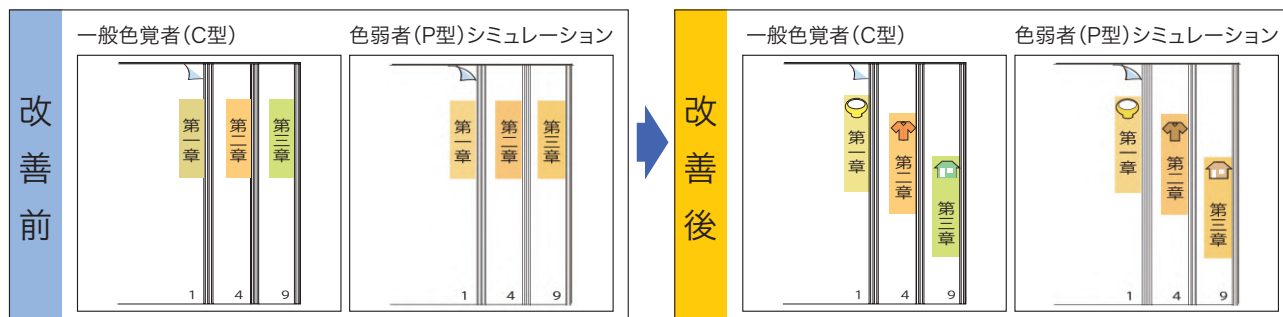 改善前
一般色覚者(C型)
第一章
第二章
第三章
1 4 9
色弱者(P型)シミュレーション
第一章
第二章
第三章
1 4 9
改善後
一般色覚者(C型)
第一章
第二章
第三章
1 4 9
色弱者(P型)シミュレーション
第一章
第二章
第三章
1 4 9